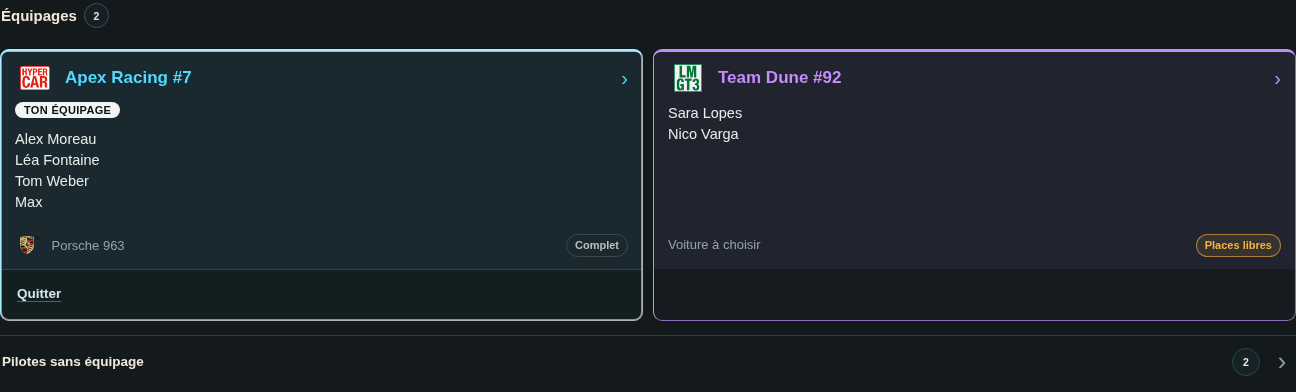 Équipages 2
HYPER CAR Apex Racing #7
TON ÉQUIPAGE
Alex Moreau
Léa Fontaine
Tom Weber
Max
Porsche 963 Complet
Quitter
LM GT3 Team Dune #92
Sara Lopes
Nico Varga
Voiture à choisir Places libres
Pilotes sans équipage 2